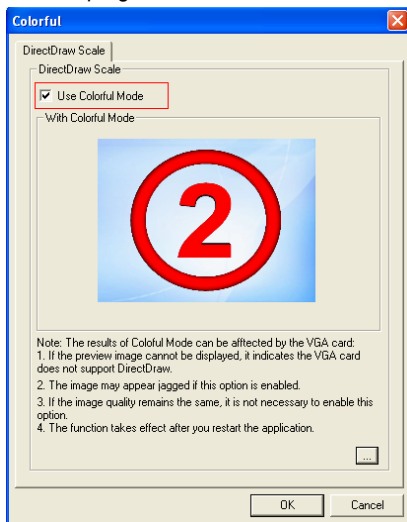 Colorful
DirectDraw Scale
DirectDraw Scale
Use Colorful Mode
With Colorful Mode
2
Note: The results of Coloful Mode can be afftected by the VGA card:
1. If the preview image cannot be displayed, it indicates the VGA card
does not support DirectDraw.
2. The image may appear jagged if this option is enabled.
3. If the image quality remains the same, it is not necessary to enable this
option.
4. The function takes effect after you restart the application.
...
OK Cancel